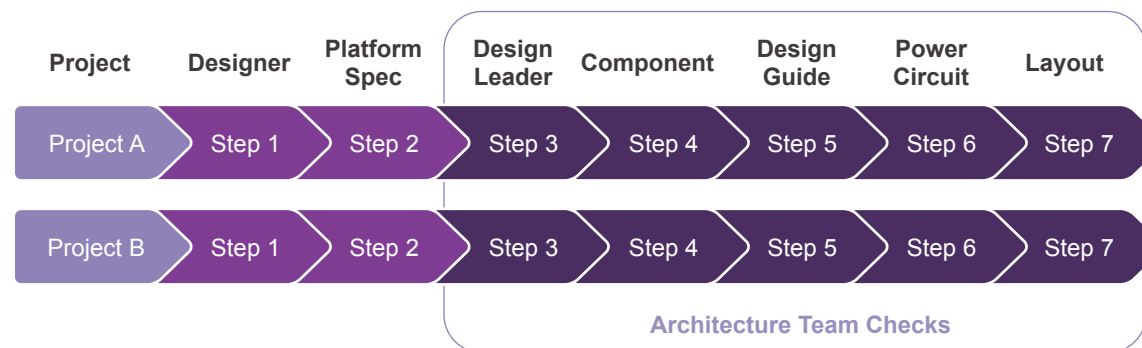 Project Designer Platform Spec Design Leader Component Design Guide Power Circuit Layout
Project A Step 1 Step 2 Step 3 Step 4 Step 5 Step 6 Step 7
Project B Step 1 Step 2 Step 3 Step 4 Step 5 Step 6 Step 7
Architecture Team Checks